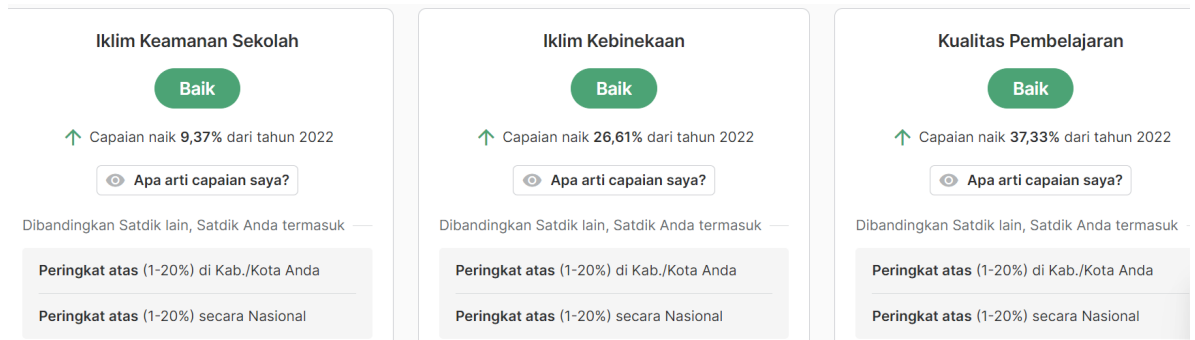 Iklim Keamanan Sekolah
Baik
Capaian naik 9,37% dari tahun 2022
Apa arti capaian saya?
Dibandingkan Satdik lain, Satdik Anda termasuk
Peringkat atas (1-20%) di Kab./Kota Anda
Peringkat atas (1-20%) secara Nasional
Iklim Kebinekaan
Baik
Capaian naik 26,61% dari tahun 2022
Apa arti capaian saya?
Dibandingkan Satdik lain, Satdik Anda termasuk
Peringkat atas (1-20%) di Kab./Kota Anda
Peringkat atas (1-20%) secara Nasional
Kualitas Pembelajaran
Baik
Capaian naik 37,33% dari tahun 2022
Apa arti capaian saya?
Dibandingkan Satdik lain, Satdik Anda termasuk
Peringkat atas (1-20%) di Kab./Kota Anda
Peringkat atas (1-20%) secara Nasional